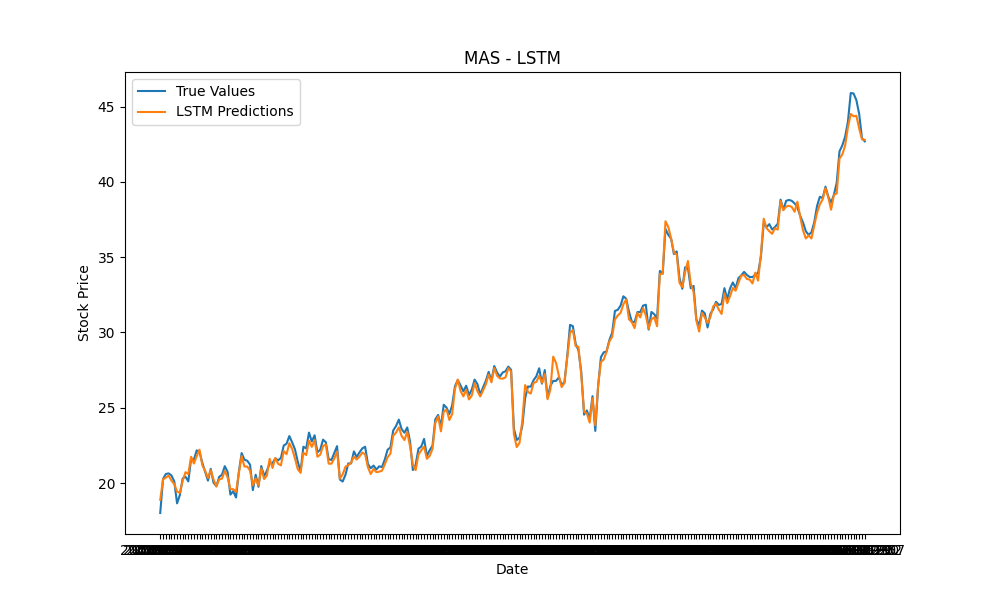 MAS - LSTM
True Values
LSTM Predictions
45
40
35
30
25
20
Stock Price
Date